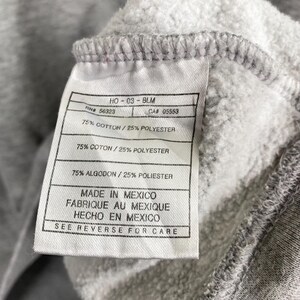 HO - 03 - BLM
RN# 56323 CA# 05553
75% COTTON / 25% POLYESTER
75% COTON / 25% POLYESTER
75% ALGODON / 25% POLIESTER
MADE IN MEXICO
FABRIQUE AU MEXIQUE
HECHO EN MEXICO
SEE REVERSE FOR CARE